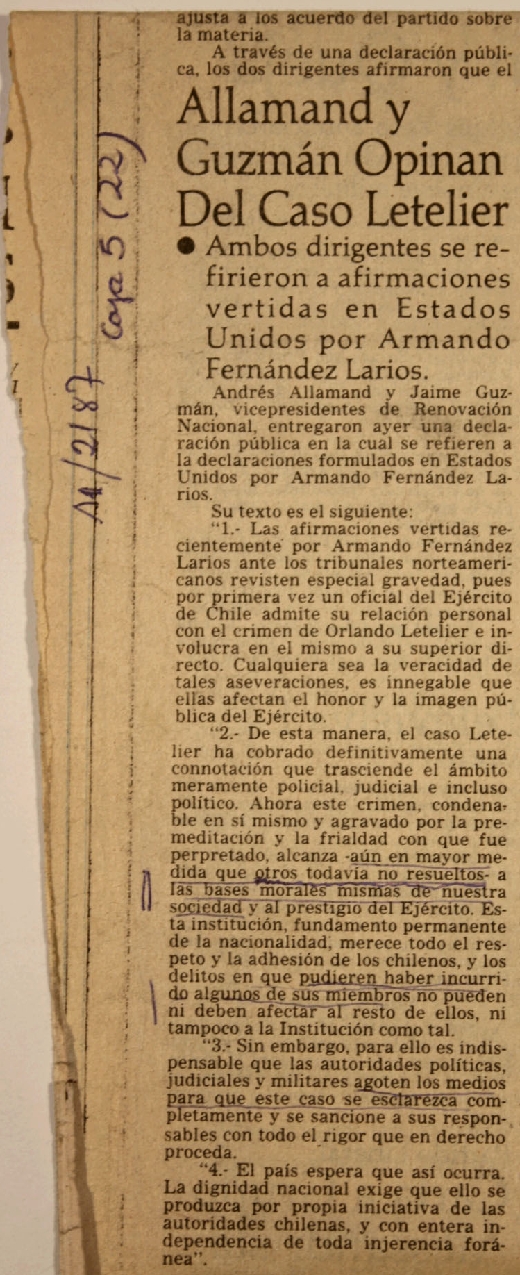 ajusta a los acuerdo del partido sobre
la materia.
A través de una declaración públi-
ca, los dos dirigentes afirmaron que el
Allamand y
Guzmán Opinan
Del Caso Letelier
● Ambos dirigentes se re-
firieron a afirmaciones
vertidas en Estados
Unidos por Armando
Fernández Larios.
Andrés Allamand y Jaime Guz-
mán, vicepresidentes de Renovación
Nacional, entregaron ayer una decla-
ración pública en la cual se refieren a
la declaraciones formulados en Estados
Unidos por Armando Fernández La-
rios.
Su texto es el siguiente:
"1.- Las afirmaciones vertidas re-
cientemente por Armando Fernández
Larios ante los tribunales norteameri-
canos revisten especial gravedad, pues
por primera vez un oficial del Ejército
de Chile admite su relación personal
con el crimen de Orlando Letelier e in-
volucra en el mismo a su superior di-
recto. Cualquiera sea la veracidad de
tales aseveraciones, es innegable que
ellas afectan el honor y la imagen pú-
blica del Ejército.
"2.- De esta manera, el caso Lete-
lier ha cobrado definitivamente una
connotación que trasciende el ámbito
meramente policial, judicial e incluso
político. Ahora este crimen, condena-
ble en sí mismo y agravado por la pre-
meditación y la frialdad con que fue
perpretado, alcanza -aún en mayor me-
dida que otros todavía no resueltos- a
las bases morales mismas de nuestra
sociedad y al prestigio del Ejército. Es-
ta institución, fundamento permanente
de la nacionalidad, merece todo el res-
peto y la adhesión de los chilenos, y los
delitos en que pudieren haber incurri-
do algunos de sus miembros no pueden
ni deben afectar al resto de ellos, ni
tampoco a la Institución como tal.
"3.- Sin embargo, para ello es indis-
pensable que las autoridades políticas,
judiciales y militares agoten los medios
para que este caso se esclarezca com-
pletamente y se sancione a sus respon-
sables con todo el rigor que en derecho
proceda.
"4.- El país espera que así ocurra.
La dignidad nacional exige que ello se
produzca por propia iniciativa de las
autoridades chilenas, y con entera in-
dependencia de toda injerencia forá-
nea".
Caja 5 (22)
11/2/87